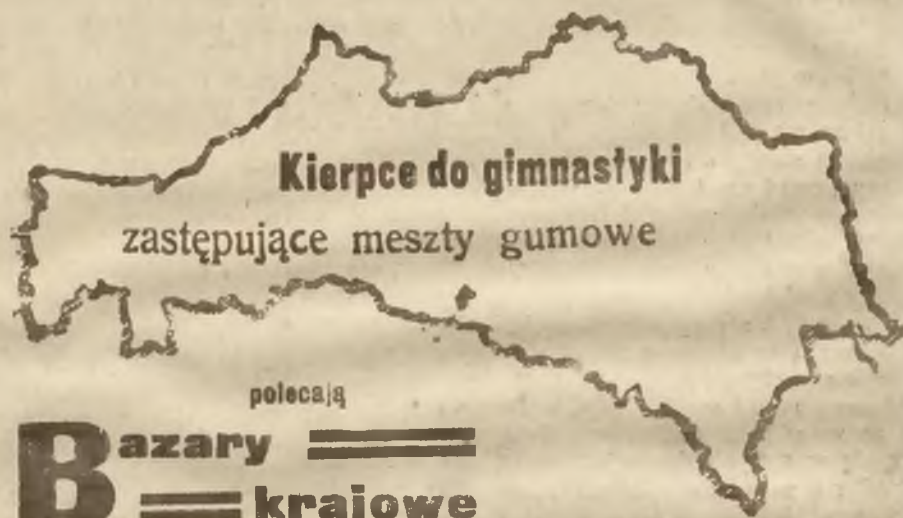 Kierpce do gimnastyki
zastępujące meszty gumowe
polecają
Bazary
krajowe